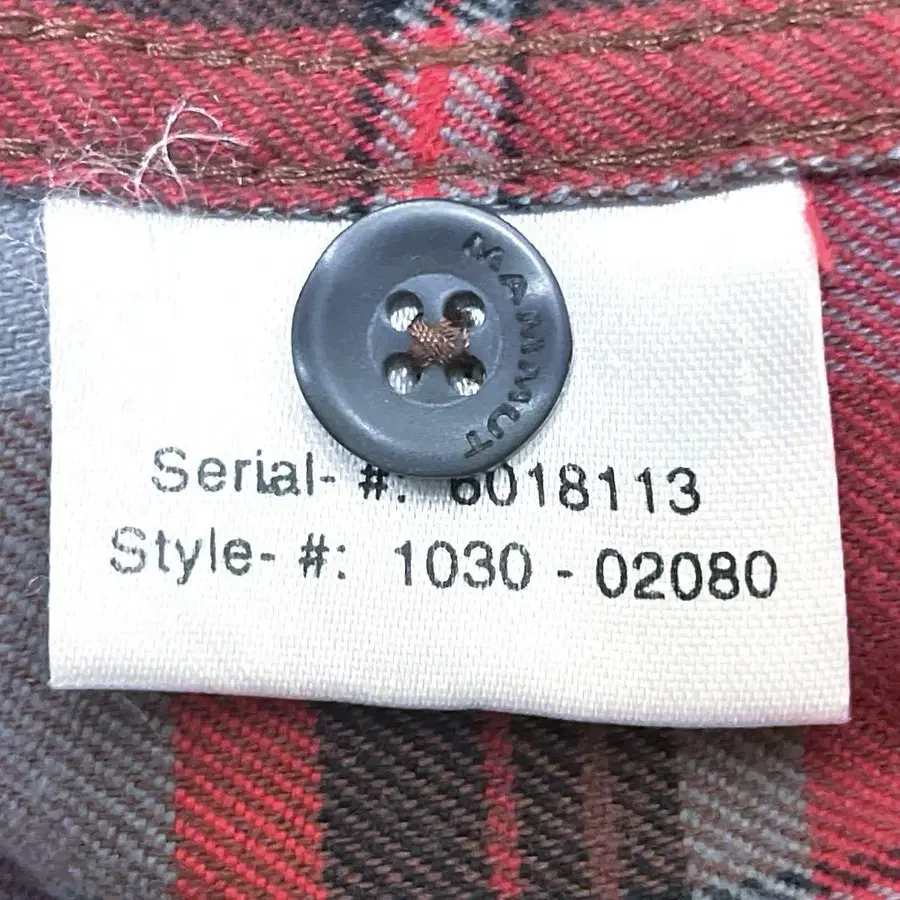 MAMMUT
Serial- #: 6018113
Style- #: 1030 - 02080